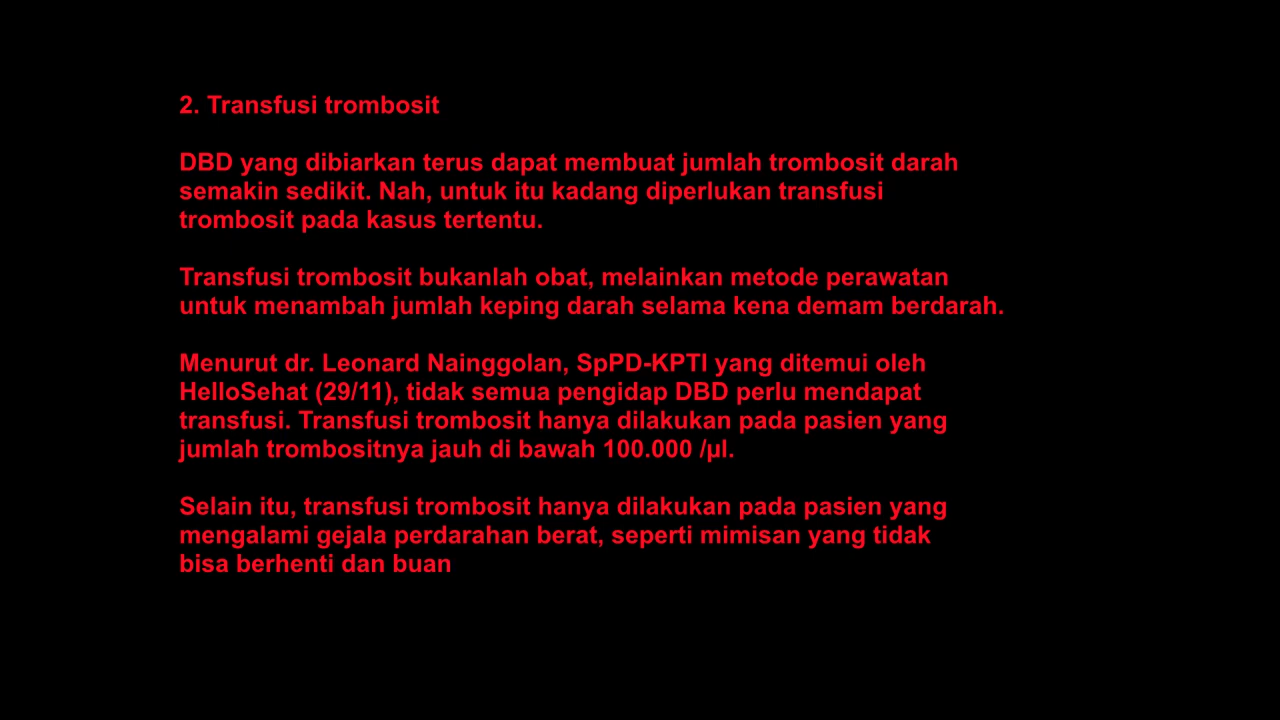 2. Transfusi trombosit
DBD yang dibiarkan terus dapat membuat jumlah trombosit darah
semakin sedikit. Nah, untuk itu kadang diperlukan transfusi
trombosit pada kasus tertentu.
Transfusi trombosit bukanlah obat, melainkan metode perawatan
untuk menambah jumlah keping darah selama kena demam berdarah.
Menurut dr. Leonard Nainggolan, SpPD-KPTI yang ditemui oleh
HelloSehat (29/11), tidak semua pengidap DBD perlu mendapat
transfusi. Transfusi trombosit hanya dilakukan pada pasien yang
jumlah trombositnya jauh di bawah 100.000 /µl.
Selain itu, transfusi trombosit hanya dilakukan pada pasien yang
mengalami gejala perdarahan berat, seperti mimisan yang tidak
bisa berhenti dan buan